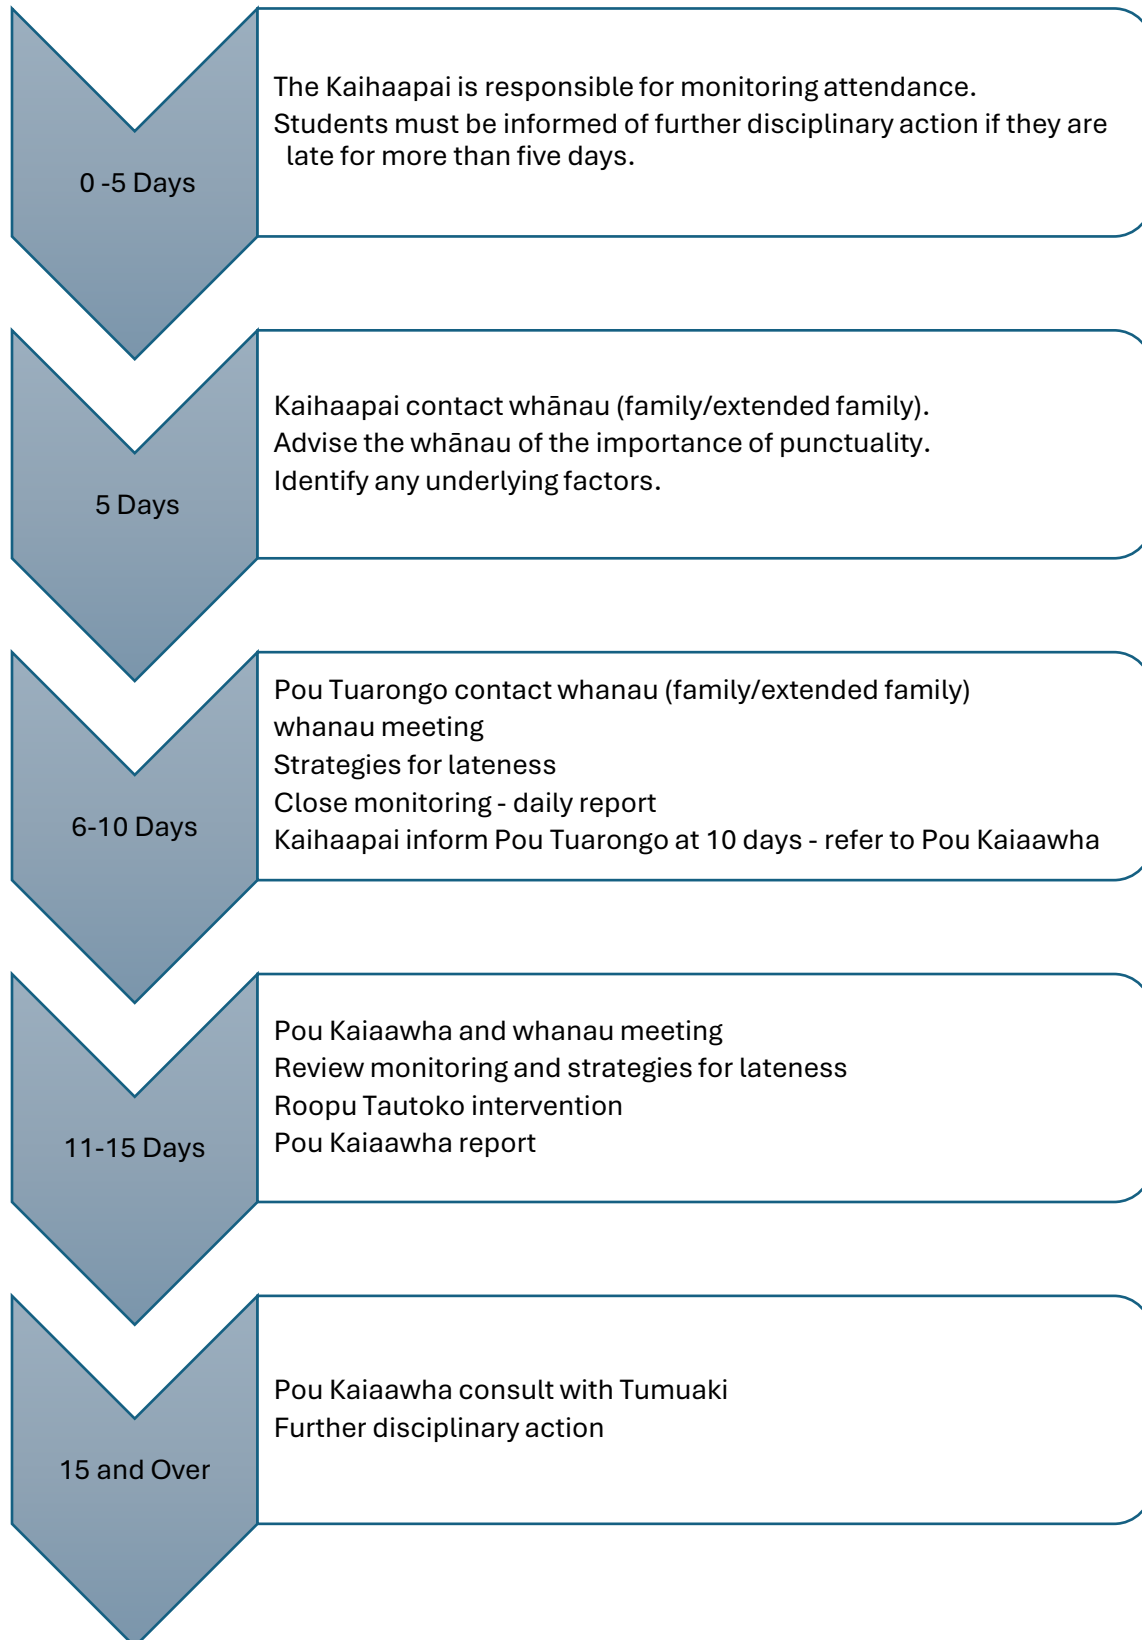 0 -5 Days
The Kaihaapai is responsible for monitoring attendance.
Students must be informed of further disciplinary action if they are
late for more than five days.
5 Days
Kaihaapai contact whānau (family/extended family).
Advise the whānau of the importance of punctuality.
Identify any underlying factors.
6-10 Days
Pou Tuarongo contact whanau (family/extended family)
whanau meeting
Strategies for lateness
Close monitoring - daily report
Kaihaapai inform Pou Tuarongo at 10 days - refer to Pou Kaiaawha
11-15 Days
Pou Kaiaawha and whanau meeting
Review monitoring and strategies for lateness
Roopu Tautoko intervention
Pou Kaiaawha report
15 and Over
Pou Kaiaawha consult with Tumuaki
Further disciplinary action